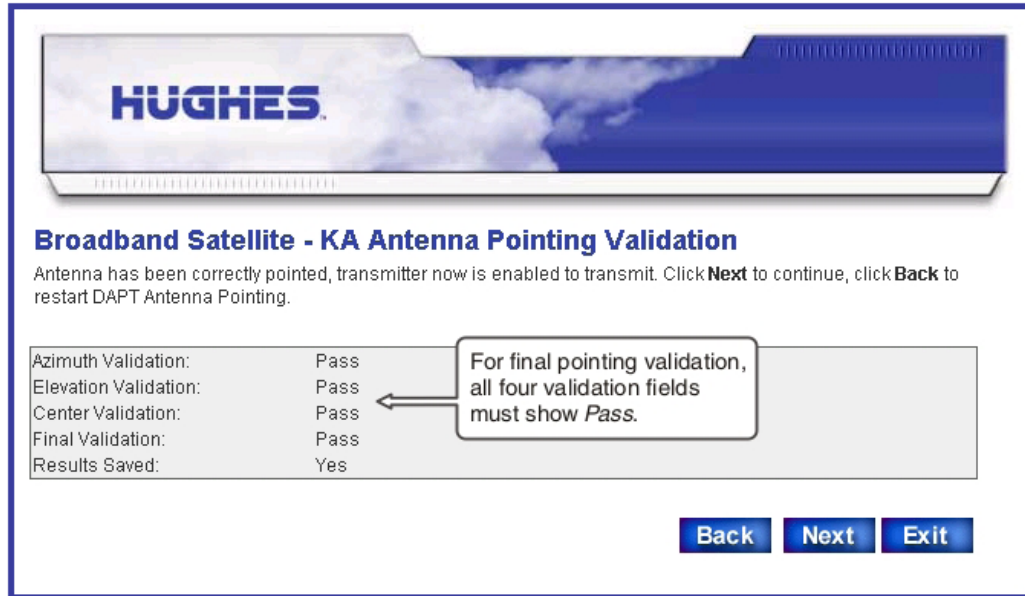 HUGHES
Broadband Satellite - KA Antenna Pointing Validation
Antenna has been correctly pointed, transmitter now is enabled to transmit. Click Next to continue, click Back to
restart DAPT Antenna Pointing.
Azimuth Validation: Pass
Elevation Validation: Pass
Center Validation: Pass
Final Validation: Pass
Results Saved: Yes
For final pointing validation,
all four validation fields
must show Pass.
Back Next Exit